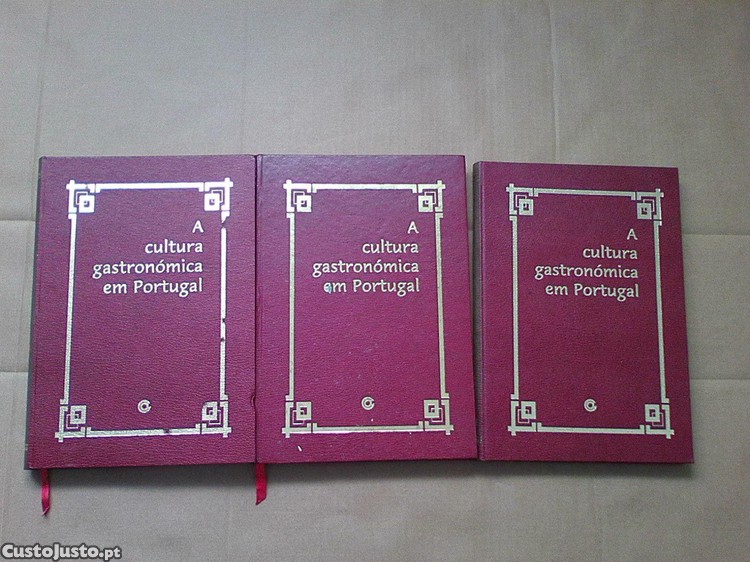 A
cultura
gastronómica
em Portugal
A
cultura
gastronómica
em Portugal
A
cultura
gastronómica
em Portugal
CustoJusto.pt